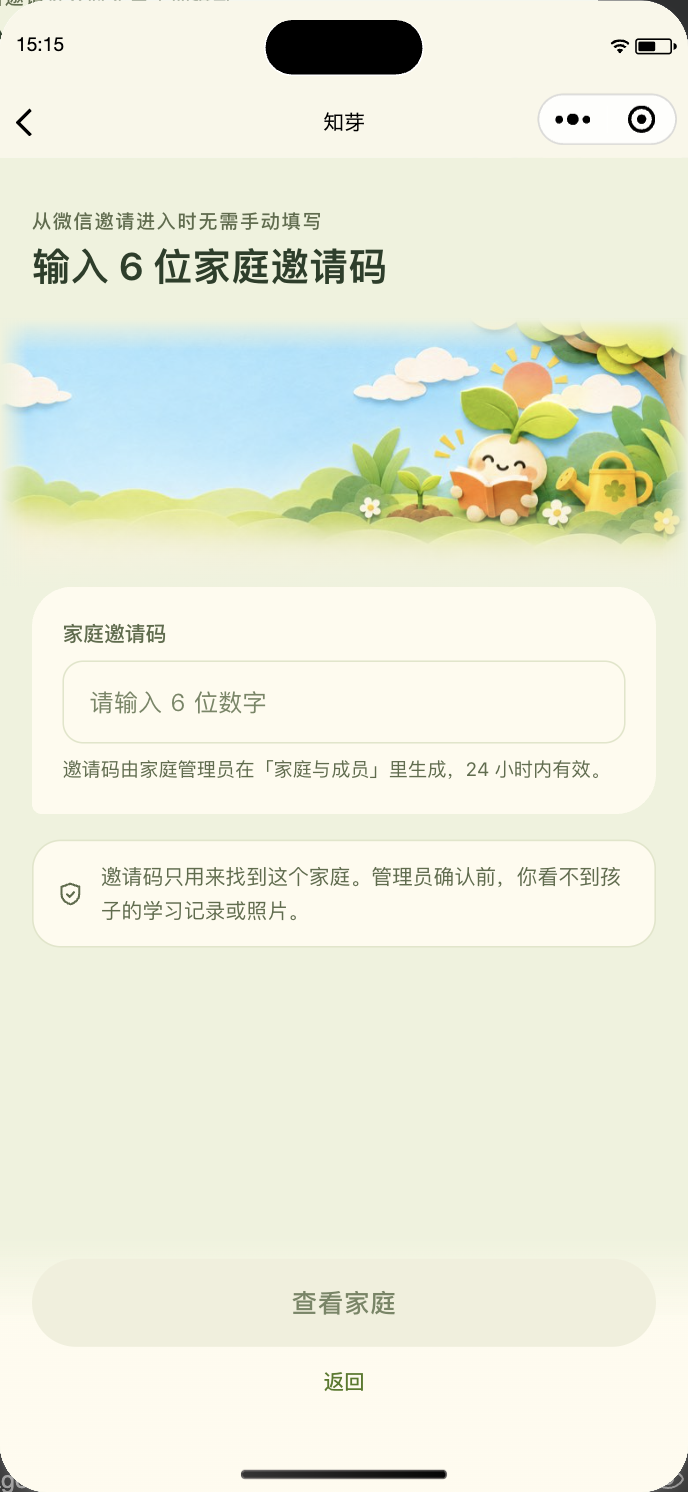 15:15
知芽
从微信邀请进入时无需手动填写
输入 6 位家庭邀请码
家庭邀请码
请输入 6 位数字
邀请码由家庭管理员在「家庭与成员」里生成，24 小时内有效。
邀请码只用来找到这个家庭。管理员确认前，你看不到孩
子的学习记录或照片。
查看家庭
返回